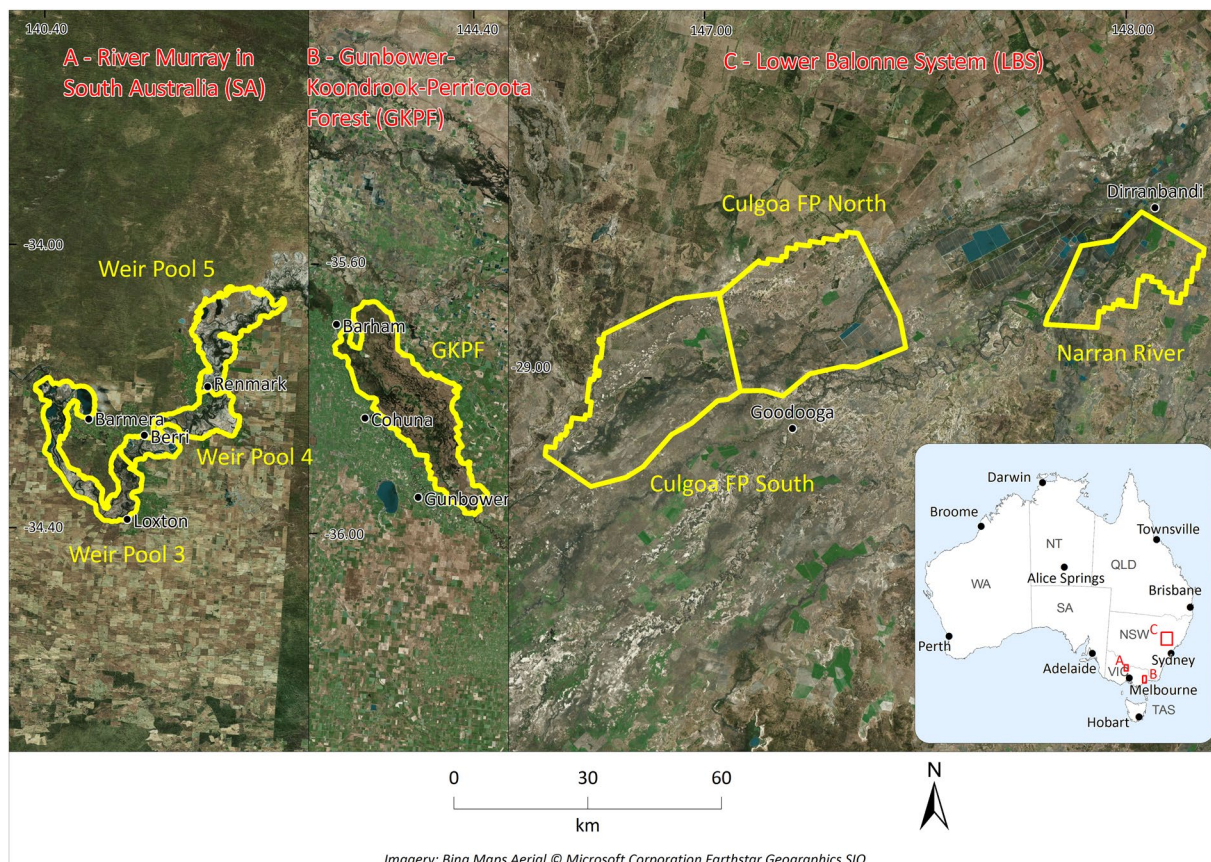 140.40
144.40
147.00
148.00
A - River Murray in
South Australia (SA)
B - Gunbower-
Koondrook-Perricoota
Forest (GKPF)
C - Lower Balonne System (LBS)
Dirranbandi
Culgoa FP North
-34.00
-35.60
Weir Pool 5
Barham
GKPF
Narran River
-29.00
Renmark
Goodooga
Barmera
Cohuna
Berri
Weir Pool 4
Culgoa FP South
Gunbower
Loxton
-34.40
-36.00
Weir Pool 3
Darwin
Broome
Townsville
NT
QLD
Alice Springs
WA
Brisbane
SA
NSW
C
Perth
Adelaide
Sydney
A
VIC
B
Melbourne
Hobart
TAS
0
30
60
km
N
Imagery: Bing Maps Aerial © Microsoft Corporation Earthstar Geographics SIO